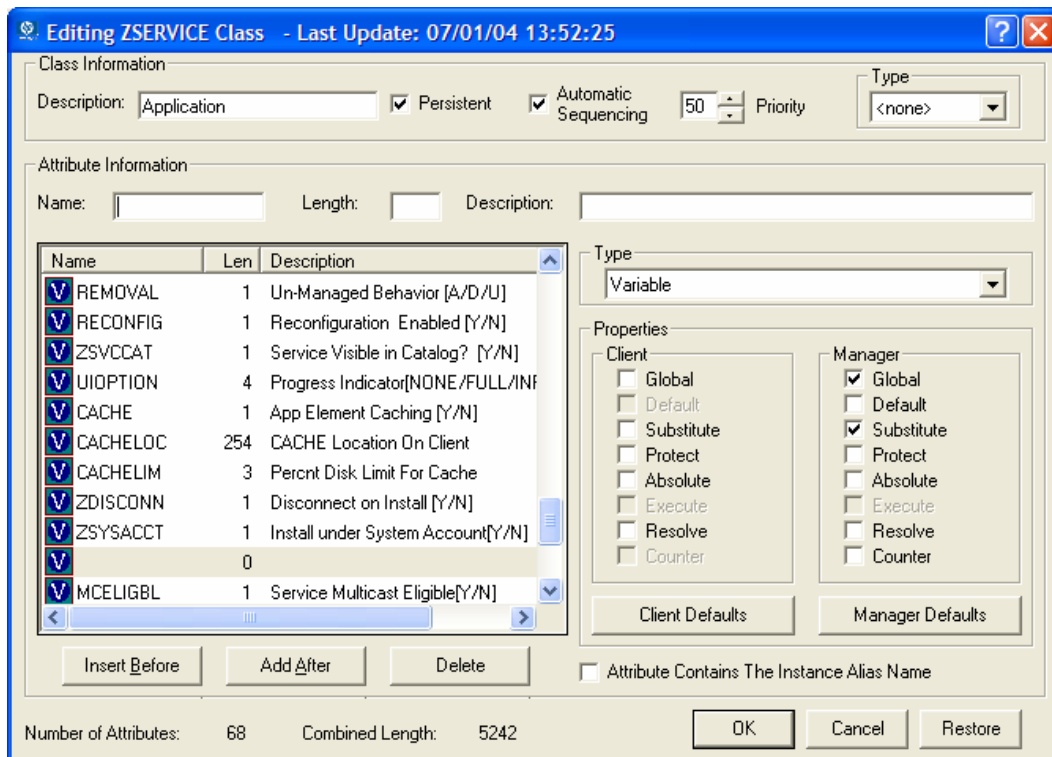 Editing ZSERVICE Class - Last Update: 07/01/04 13:52:25
Class Information
Description: Application Persistent Automatic Sequencing 50 Priority Type <none>
Attribute Information
Name: Length: Description:
Name Len Description
V REMOVAL 1 Un-Managed Behavior [A/D/U]
V RECONFIG 1 Reconfiguration Enabled [Y/N]
V ZSVCCAT 1 Service Visible in Catalog? [Y/N]
V UIOPTION 4 Progress Indicator[NONE/FULL/INF
V CACHE 1 App Element Caching [Y/N]
V CACHELOC 254 CACHE Location On Client
V CACHELIM 3 Percnt Disk Limit For Cache
V ZDISCONN 1 Disconnect on Install [Y/N]
V ZSYSACCT 1 Install under System Account[Y/N]
V 0
V MCELIGBL 1 Service Multicast Eligible[Y/N]
Insert Before Add After Delete
Type
Variable
Properties
Client
Global
Default
Substitute
Protect
Absolute
Execute
Resolve
Counter
Client Defaults
Manager
Global
Default
Substitute
Protect
Absolute
Execute
Resolve
Counter
Manager Defaults
Attribute Contains The Instance Alias Name
Number of Attributes: 68 Combined Length: 5242
OK Cancel Restore